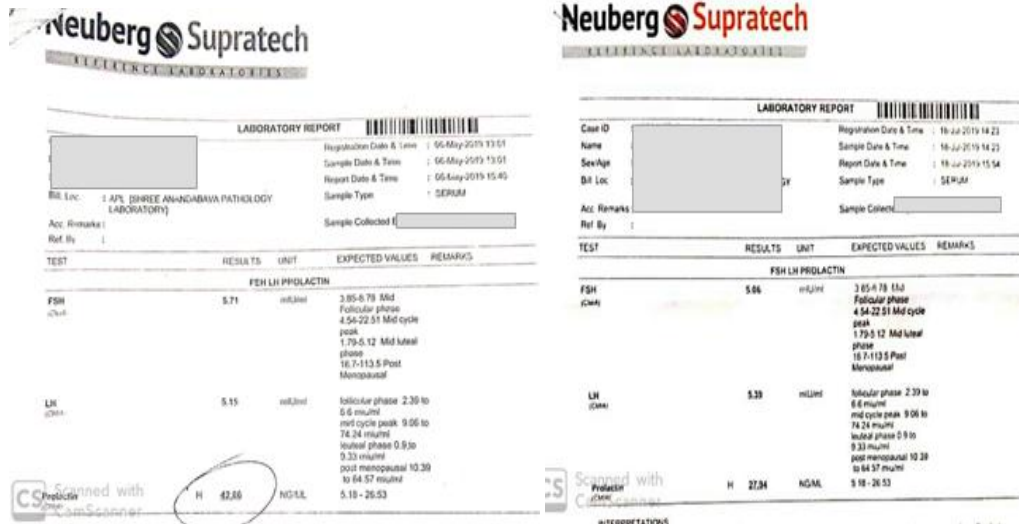 Neuberg Supratech
REFERENCE LABORATORIES
LABORATORY REPORT
Registration Date & Time : 06-May-2019 13:01
Sample Date & Time : 06-May-2019 13:01
Report Date & Time : 06-May-2019 15:40
Bill. Loc. : APL [SHREE ANANDABAVA PATHOLOGY
LABORATORY]
Sample Type : SERUM
Acc. Remarks :
Sample Collected
Ref. By :
TEST RESULTS UNIT EXPECTED VALUES REMARKS
FSH LH PROLACTIN
FSH 5.71 mIU/ml 3.85-8.78 Mid
Follicular phase
4.54-22.51 Mid cycle
peak
1.79-5.12 Mid luteal
phase
16.7-113.5 Post
Menopausal
LH 5.15 mIU/ml follicular phase 2.39 to
6.6 miu/ml
mid cycle peak 9.06 to
74.24 miu/ml
leuteal phase 0.9 to
9.33 miu/ml
post menopausal 10.39
to 64.57 miu/ml
Prolactin H NG/ML 5.18 - 26.53
CS Scanned with
CamScanner
Neuberg Supratech
REFERENCE LABORATORIES
LABORATORY REPORT
Case ID Registration Date & Time : 18-Jul-2019 14:23
Name Sample Date & Time : 18-Jul-2019 14:23
Sex/Age Report Date & Time : 18-Jul-2019 15:54
Bill. Loc Sample Type : SERUM
Acc. Remarks Sample
Ref By :
TEST RESULTS UNIT EXPECTED VALUES REMARKS
FSH LH PROLACTIN
FSH 5.06 mIU/ml 3.85-8.78 Mid
(CMIA) Follicular phase
4.54-22.51 Mid cycle
peak
1.79-5.12 Mid luteal
phase
16.7-113.5 Post
Menopausal
LH 5.39 mIU/ml follicular phase 2.39 to
(CMIA) 6.6 miu/ml
mid cycle peak 9.06 to
74.24 miu/ml
leuteal phase 0.9 to
9.33 miu/ml
post menopausal 10.39
to 64.57 miu/ml
Prolactin H 27.94 NG/ML 5.18 - 26.53
(CMIA)
CS Scanned with
CamScanner
INTERPRETATIONS